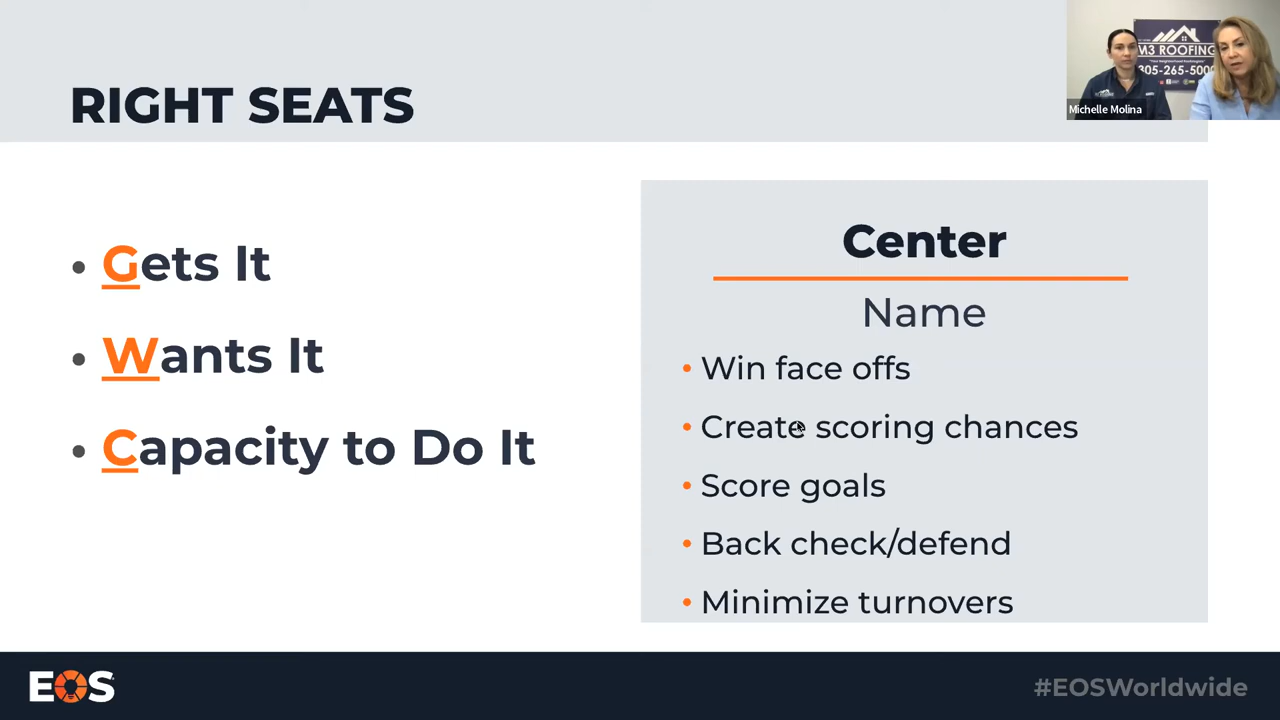 RIGHT SEATS
M3 ROOFING
305-265-5000
Michelle Molina
• Gets It
• Wants It
• Capacity to Do It
Center
Name
• Win face offs
• Create scoring chances
• Score goals
• Back check/defend
• Minimize turnovers
EOS
#EOSWorldwide